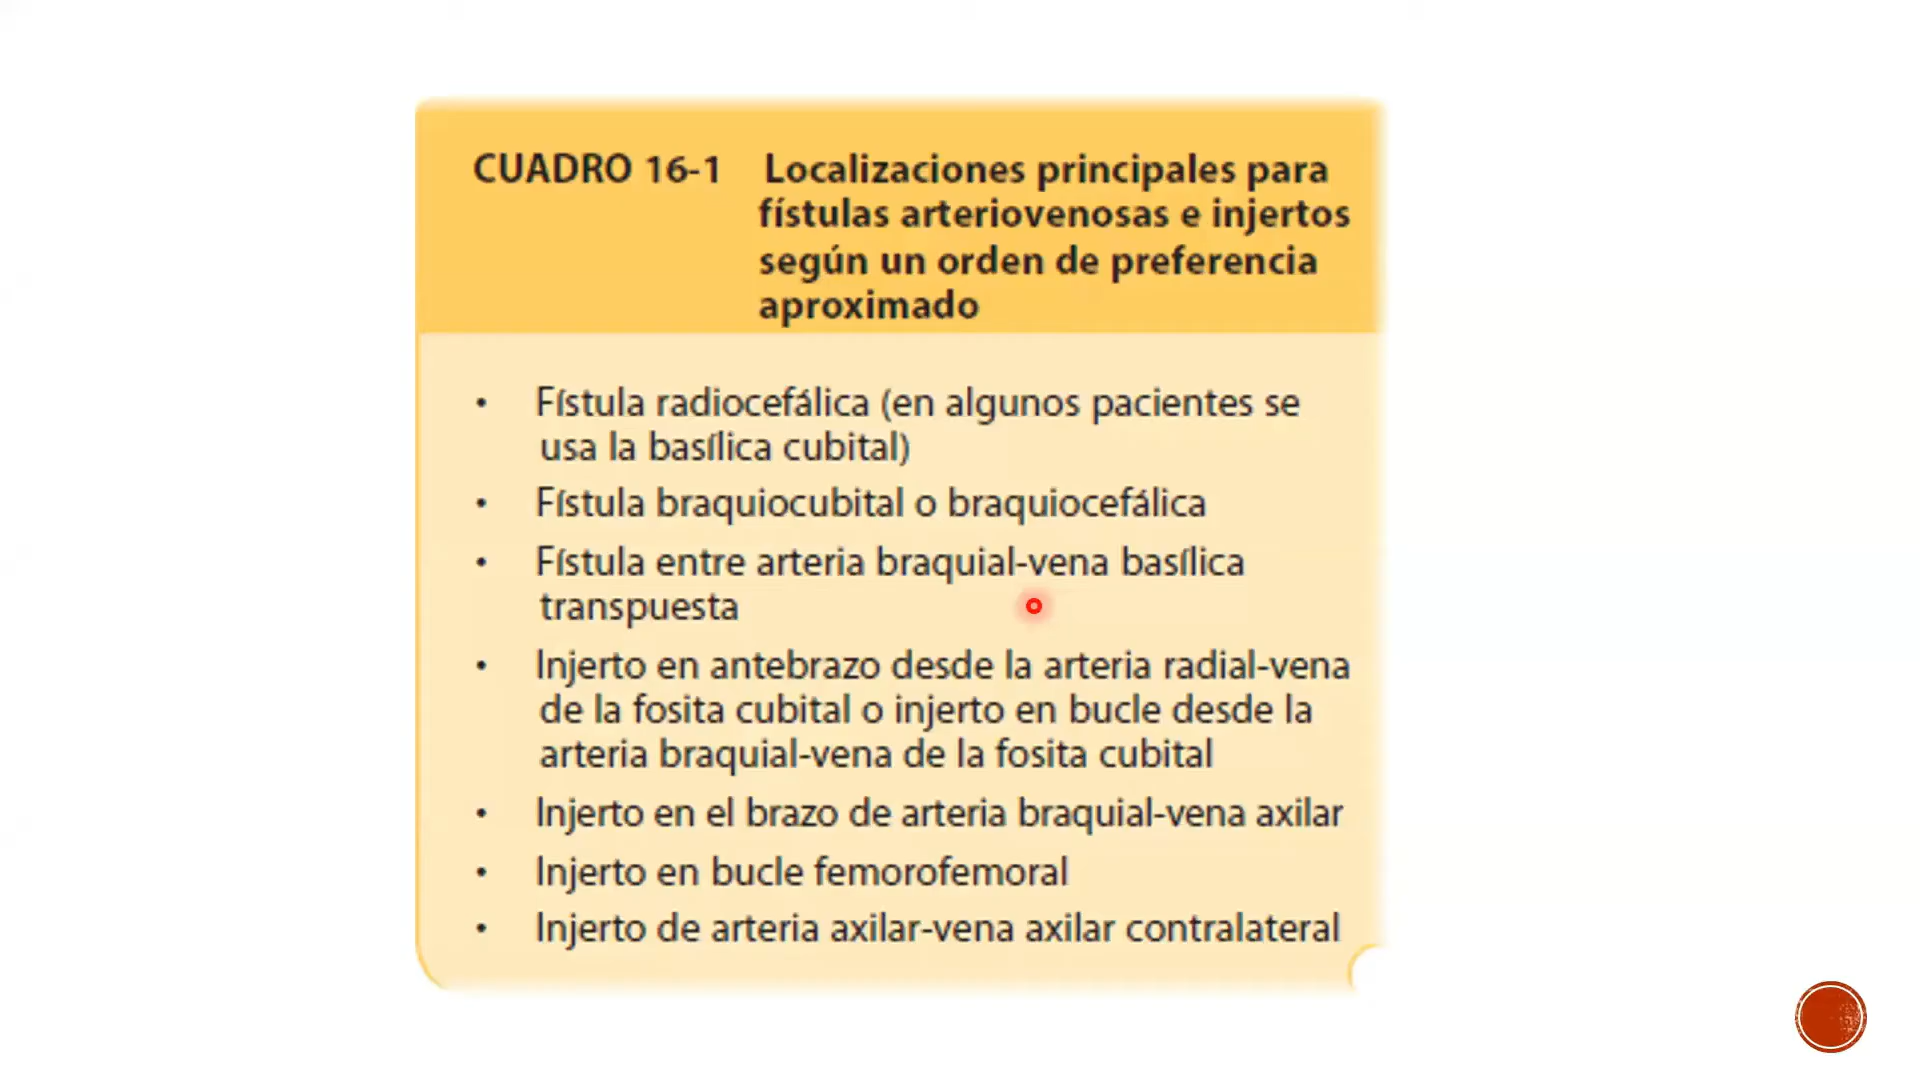 CUADRO 16-1 Localizaciones principales para
fístulas arteriovenosas e injertos
según un orden de preferencia
aproximado
• Fístula radiocefálica (en algunos pacientes se
usa la basílica cubital)
• Fístula braquiocubital o braquiocefálica
• Fístula entre arteria braquial-vena basílica
transpuesta
• Injerto en antebrazo desde la arteria radial-vena
de la fosita cubital o injerto en bucle desde la
arteria braquial-vena de la fosita cubital
• Injerto en el brazo de arteria braquial-vena axilar
• Injerto en bucle femorofemoral
• Injerto de arteria axilar-vena axilar contralateral